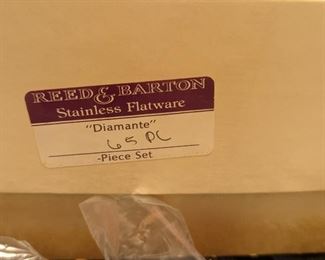 REED & BARTON
Stainless Flatware
"Diamante"
65 PC
-Piece Set